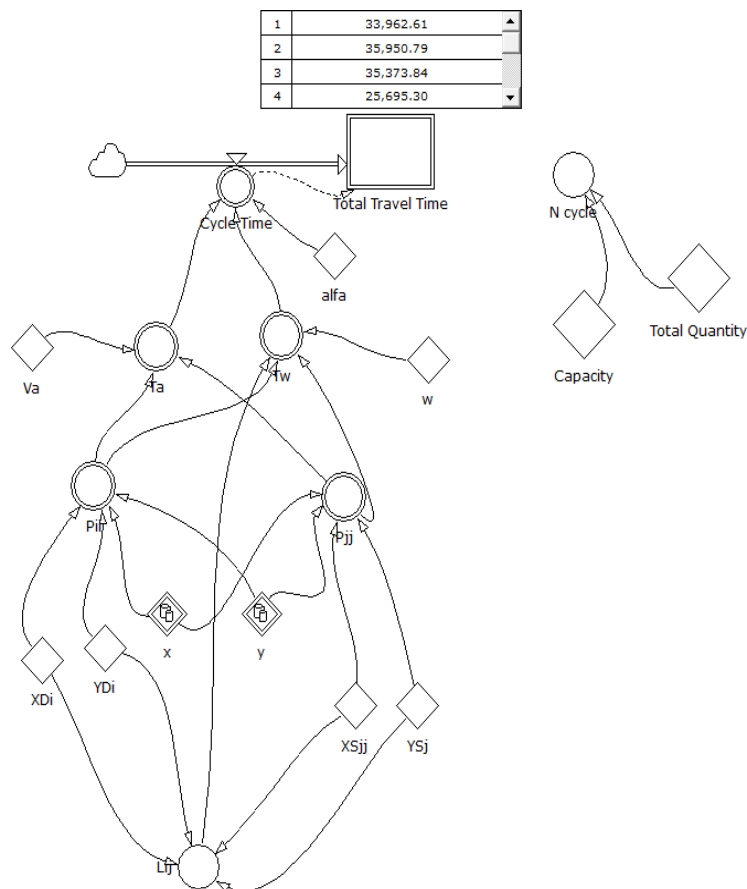 1 33,962.61
2 35,950.79
3 35,373.84
4 25,695.30
Total Travel Time
Cycle Time
N cycle
alfa
Total Quantity
Capacity
Va
Ta
Tw
w
Pjj
x
y
XDi
YDi
XSjj
YSj
Lij